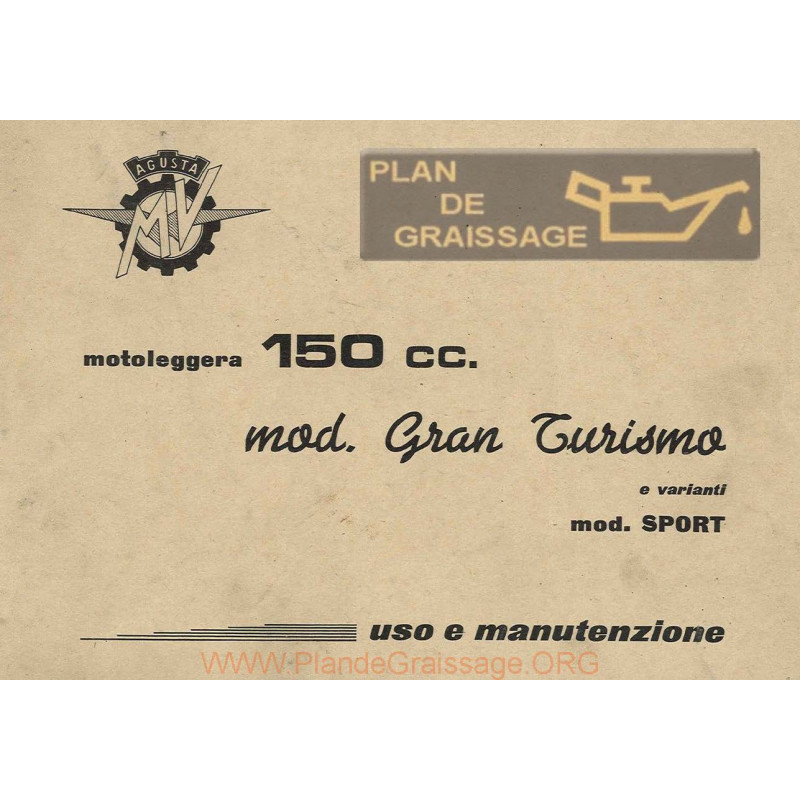 AGUSTA
MV
PLAN
DE
GRAISSAGE
motoleggera 150 cc.
mod. Gran Turismo
e varianti
mod. SPORT
uso e manutenzione
WWW.PlandeGraissage.ORG